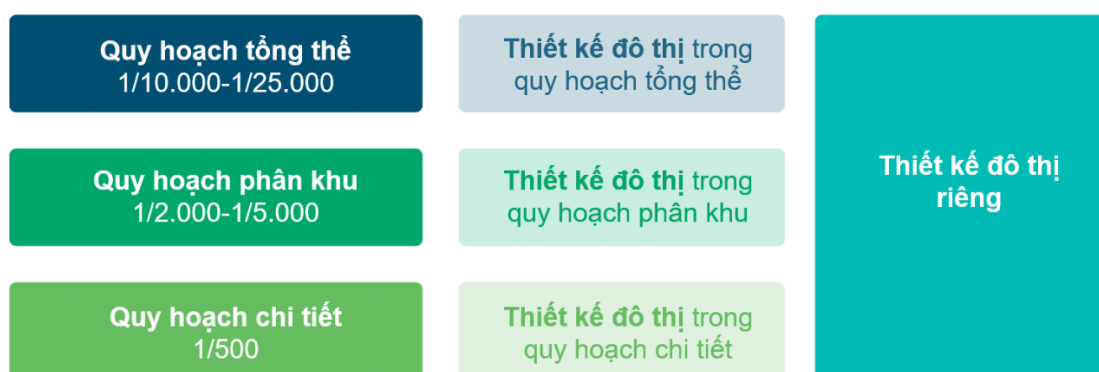 Quy hoạch tổng thể
1/10.000-1/25.000
Thiết kế đô thị trong
quy hoạch tổng thể
Quy hoạch phân khu
1/2.000-1/5.000
Thiết kế đô thị trong
quy hoạch phân khu
Quy hoạch chi tiết
1/500
Thiết kế đô thị trong
quy hoạch chi tiết
Thiết kế đô thị
riêng